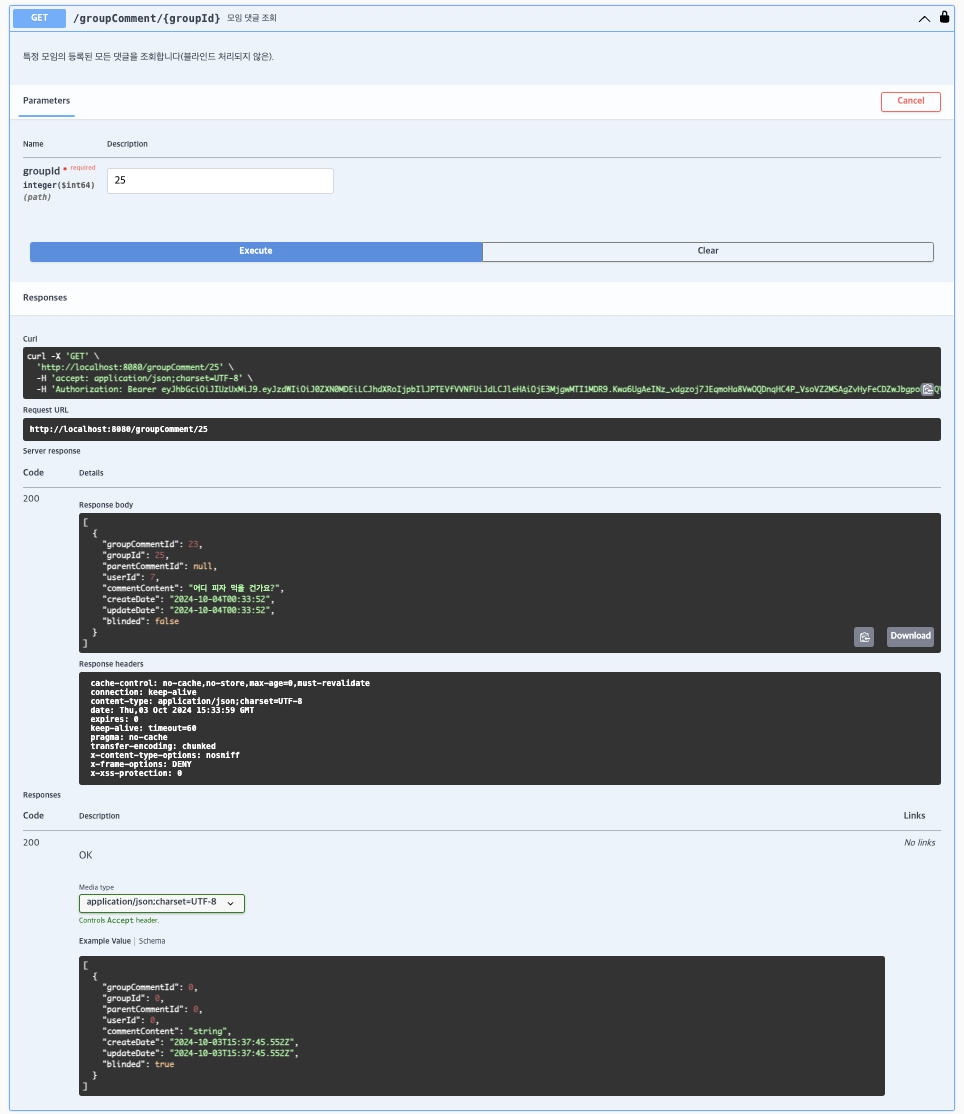 GET /groupComment/{groupId} 모임 댓글 조회
특정 모임의 등록된 모든 댓글을 조회합니다(블라인드 처리되지 않은).
Parameters
Cancel
Name Description
groupId * required
integer($int64)
(path)
25
Execute
Clear
Responses
Curl
curl -X 'GET' \
'http://localhost:8080/groupComment/25' \
-H 'accept: application/json;charset=UTF-8' \
-H 'Authorization: Bearer
Request URL
http://localhost:8080/groupComment/25
Server response
Code Details
200
Response body
[
{
"groupCommentId": 23,
"groupId": 25,
"parentCommentId": null,
"userId": 7,
"commentContent": "어디 피자 먹을 건가요?",
"createDate": "2024-10-04T00:33:52",
"updateDate": "2024-10-04T00:33:52",
"blinded": false
}
]
Download
Response headers
cache-control: no-cache,no-store,max-age=0,must-revalidate
connection: keep-alive
content-type: application/json;charset=UTF-8
date: Thu,03 Oct 2024 15:33:59 GMT
expires: 0
keep-alive: timeout=60
pragma: no-cache
transfer-encoding: chunked
x-content-type-options: nosniff
x-frame-options: DENY
x-xss-protection: 0
Responses
Code Description Links
200 No links
OK
Media type
application/json;charset=UTF-8
Controls Accept header.
Example Value | Schema
[
{
"groupCommentId": 0,
"groupId": 0,
"parentCommentId": 0,
"userId": 0,
"commentContent": "string",
"createDate": "2024-10-03T15:37:45.552Z",
"updateDate": "2024-10-03T15:37:45.552Z",
"blinded": true
}
]